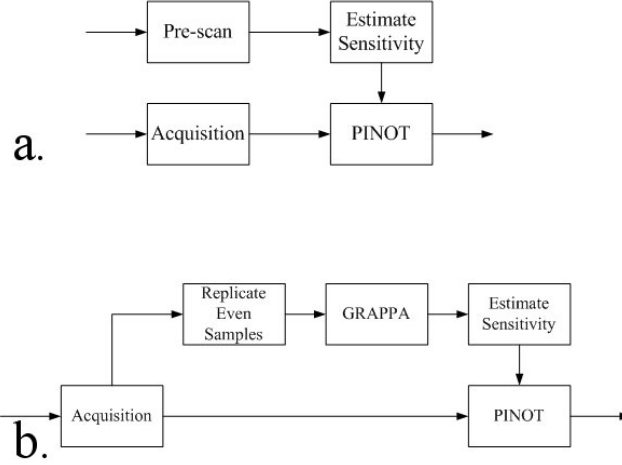 Pre-scan
Estimate
Sensitivity
Acquisition
PINOT
a.
Replicate
Even
Samples
GRAPPA
Estimate
Sensitivity
Acquisition
PINOT
b.